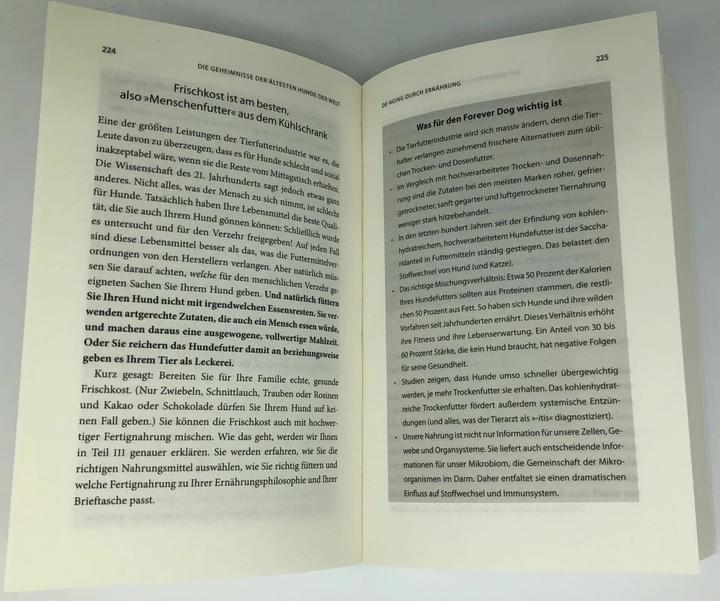 224
DIE GEHEIMNISSE DER ÄLTESTEN HUNDE DER WELT
Frischkost ist am besten,
also »Menschenfutter« aus dem Kühlschrank
Eine der größten Leistungen der Tierfutterindustrie war es, die
Leute davon zu überzeugen, dass es für Hunde schlecht und sozial
inakzeptabel wäre, wenn sie die Reste vom Mittagstisch erhielten.
Die Wissenschaft des 21. Jahrhunderts sagt jedoch etwas ganz
anderes. Nicht alles, was der Mensch zu sich nimmt, ist schlecht
für Hunde. Tatsächlich haben Ihre Lebensmittel die beste Quali-
tät, die Sie auch Ihrem Hund gönnen können: Schließlich wurde
es untersucht und für den Verzehr freigegeben! Auf jeden Fall
sind diese Lebensmittel besser als das, was die Futtermittelver-
ordnungen von den Herstellern verlangen. Aber natürlich müs-
sen Sie darauf achten, welche für den menschlichen Verzehr ge-
eigneten Sachen Sie Ihrem Hund geben. Und natürlich füttern
Sie Ihren Hund nicht mit irgendwelchen Essensresten. Sie ver-
wenden artgerechte Zutaten, die auch ein Mensch essen würde,
und machen daraus eine ausgewogene, vollwertige Mahlzeit.
Oder Sie reichern das Hundefutter damit an beziehungsweise
geben es Ihrem Tier als Leckerei.
Kurz gesagt: Bereiten Sie für Ihre Familie echte, gesunde
Frischkost. (Nur Zwiebeln, Schnittlauch, Trauben oder Rosinen
und Kakao oder Schokolade dürfen Sie Ihrem Hund auf kei-
nen Fall geben.) Sie können die Frischkost auch mit hochwer-
tiger Fertignahrung mischen. Wie das geht, werden wir Ihnen
in Teil III genauer erklären. Sie werden erfahren, wie Sie die
richtigen Nahrungsmittel auswählen, wie Sie richtig füttern und
welche Fertignahrung zu Ihrer Ernährungsphilosophie und Ihrer
Brieftasche passt.
DE-AGING DURCH ERNÄHRUNG
225
Was für den Forever Dog wichtig ist
• Die Tierfutterindustrie wird sich massiv ändern, denn die Tier-
halter verlangen zunehmend frischere Alternativen zum übli-
chen Trocken- und Dosenfutter.
• Im Vergleich mit hochverarbeiteter Trocken- und Dosennah-
rung sind die Zutaten bei den meisten Marken roher, gefrier-
getrockneter, sanft gegarter und luftgetrockneter Tiernahrung
weniger stark hitzebehandelt.
• In den letzten hundert Jahren seit der Erfindung von kohlen-
hydratreichem, hochverarbeitetem Hundefutter ist der Saccha-
ridanteil in Futtermitteln ständig gestiegen. Das belastet den
Stoffwechsel von Hund (und Katze).
• Das richtige Mischungsverhältnis: Etwa 50 Prozent der Kalorien
Ihres Hundefutters sollten aus Proteinen stammen, die restli-
chen 50 Prozent aus Fett. So haben sich Hunde und ihre wilden
Vorfahren seit Jahrhunderten ernährt. Dieses Verhältnis erhöht
ihre Fitness und ihre Lebenserwartung. Ein Anteil von 30 bis
60 Prozent Stärke, die kein Hund braucht, hat negative Folgen
für seine Gesundheit.
• Studien zeigen, dass Hunde umso schneller übergewichtig
werden, je mehr Trockenfutter sie erhalten. Das kohlenhydrat-
reiche Trockenfutter fördert außerdem systemische Entzün-
dungen (und alles, was der Tierarzt als »-itis« diagnostiziert).
• Unsere Nahrung ist nicht nur Information für unsere Zellen, Ge-
webe und Organsysteme. Sie liefert auch entscheidende Infor-
mationen für unser Mikrobiom, die Gemeinschaft der Mikro-
organismen im Darm. Daher entfaltet sie einen dramatischen
Einfluss auf Stoffwechsel und Immunsystem.